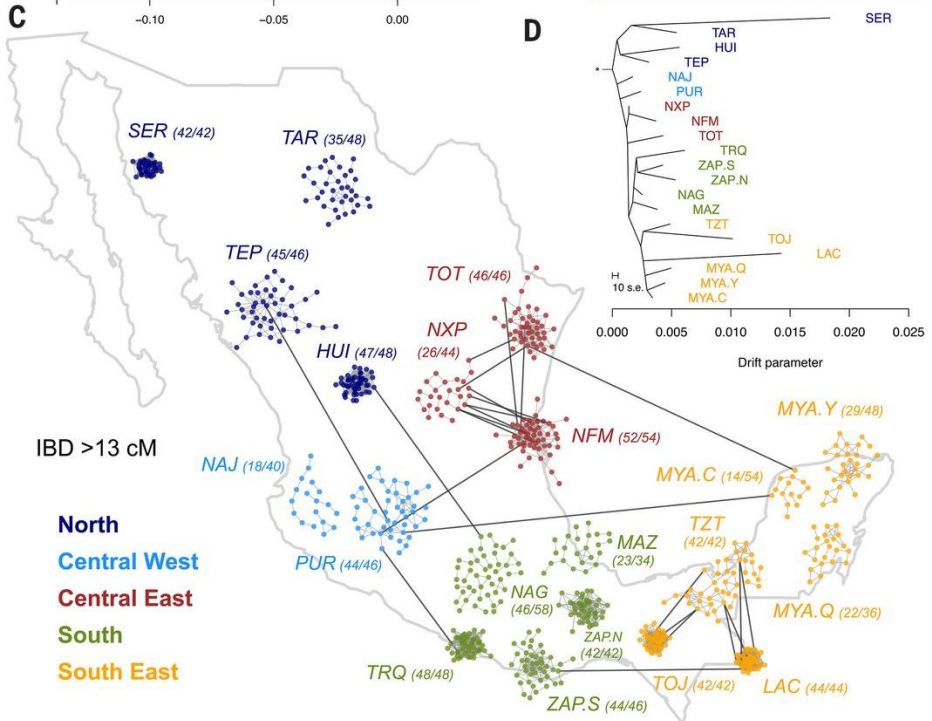 C
−0.10
−0.05
0.00
SER (42/42)
TAR (35/48)
TEP (45/46)
TOT (46/46)
NXP
(26/44)
HUI (47/48)
NFM (52/54)
IBD >13 cM
NAJ (18/40)
PUR (44/46)
MYA.Y (29/48)
MYA.C (14/54)
TZT
(42/42)
MAZ
(23/34)
NAG
(46/58)
MYA.Q (22/36)
ZAP.N
(42/42)
TRQ (48/48)
ZAP.S (44/46)
TOJ (42/42)
LAC (44/44)
North
Central West
Central East
South
South East
D
SER
TAR
HUI
TEP
*
NAJ
PUR
NXP
NFM
TOT
TRQ
ZAP.S
ZAP.N
NAG
MAZ
TZT
TOJ
LAC
MYA.Q
10 s.e.
MYA.Y
MYA.C
0.000
0.005
0.010
0.015
0.020
0.025
Drift parameter